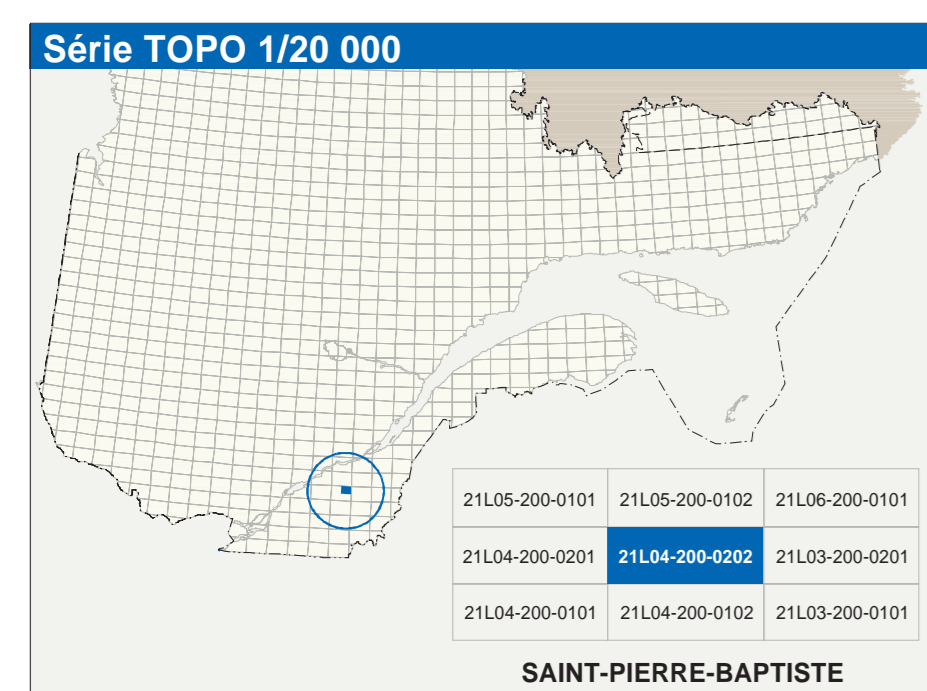 Série TOPO 1/20 000
21L05-200-0101 21L05-200-0102 21L06-200-0101
21L04-200-0201 21L04-200-0202 21L03-200-0201
21L04-200-0101 21L04-200-0102 21L03-200-0101
SAINT-PIERRE-BAPTISTE